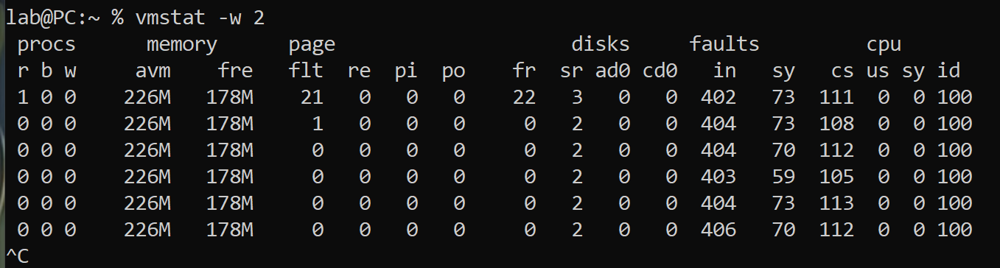 lab@PC:~ % vmstat -w 2
 procs      memory      page                    disks     faults         cpu
 r b w     avm    fre   flt  re  pi  po    fr  sr ad0 cd0   in   sy   cs us sy id
 1 0 0    226M   178M    21   0   0   0    22   3   0   0  402   73  111  0  0 100
 0 0 0    226M   178M     1   0   0   0     0   2   0   0  404   73  108  0  0 100
 0 0 0    226M   178M     0   0   0   0     0   2   0   0  404   70  112  0  0 100
 0 0 0    226M   178M     0   0   0   0     0   2   0   0  403   59  105  0  0 100
 0 0 0    226M   178M     0   0   0   0     0   2   0   0  404   73  113  0  0 100
 0 0 0    226M   178M     0   0   0   0     0   2   0   0  406   70  112  0  0 100
^C